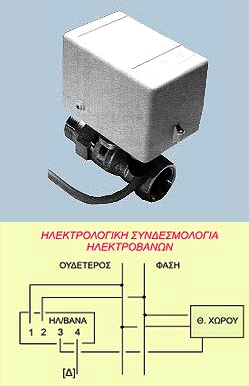 ΗΛΕΚΤΡΟΛΟΓΙΚΗ ΣΥΝΔΕΣΜΟΛΟΓΙΑ
ΗΛΕΚΤΡΟΒΑΝΩΝ
ΟΥΔΕΤΕΡΟΣ ΦΑΣΗ
ΗΛ/ΒΑΝΑ
1 2 3 4
Θ. ΧΩΡΟΥ
[Δ]